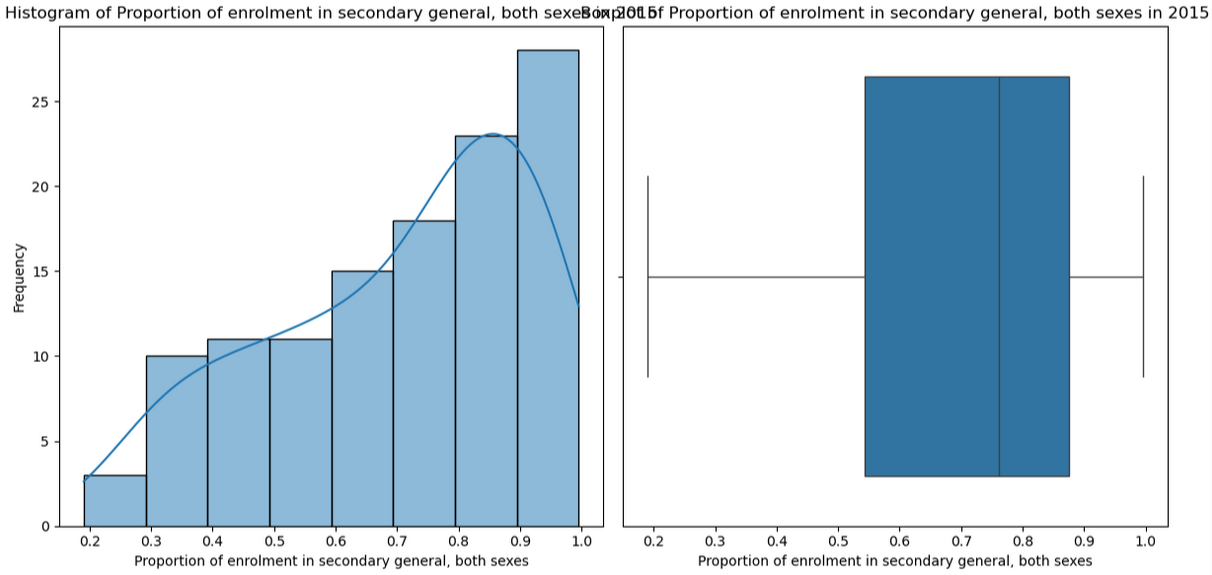 Histogram of Proportion of enrolment in secondary general, both sexes in 2015
Boxplot of Proportion of enrolment in secondary general, both sexes in 2015
Frequency
25
20
15
10
5
0
0.2 0.3 0.4 0.5 0.6 0.7 0.8 0.9 1.0
Proportion of enrolment in secondary general, both sexes
0.2 0.3 0.4 0.5 0.6 0.7 0.8 0.9 1.0
Proportion of enrolment in secondary general, both sexes